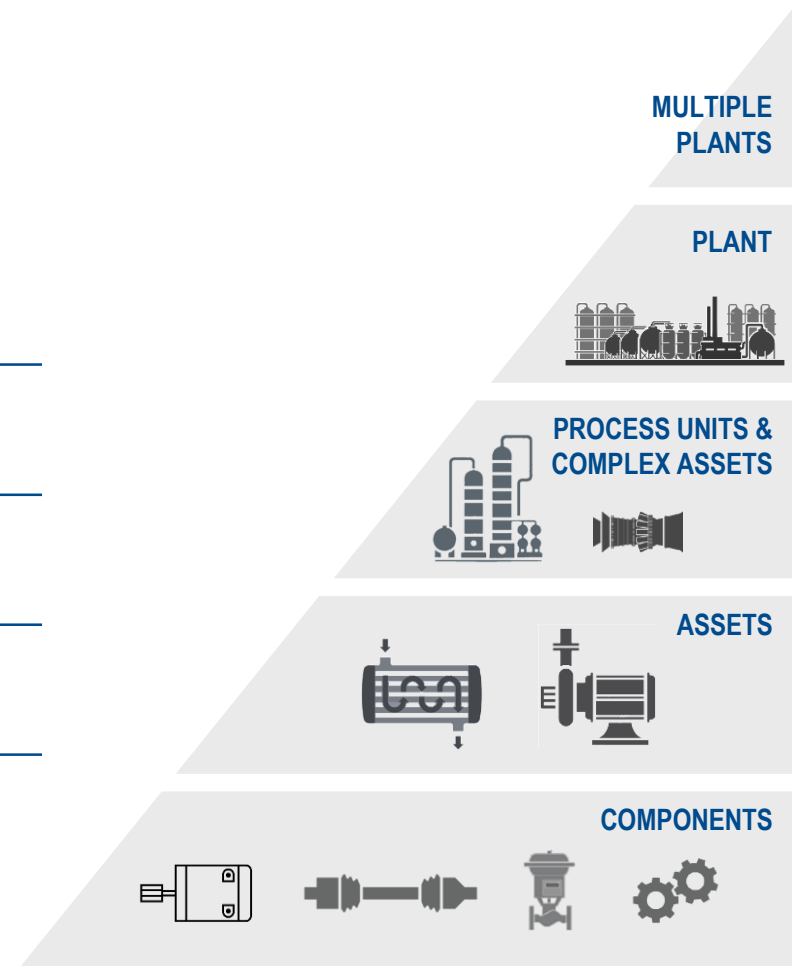 MULTIPLE
PLANTS
PLANT
PROCESS UNITS &
COMPLEX ASSETS
ASSETS
COMPONENTS